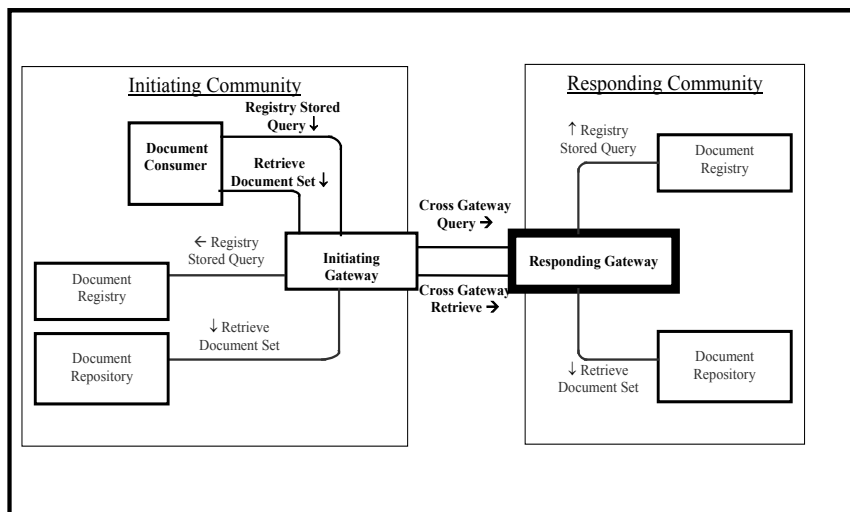 Initiating Community
Registry Stored
Query ↓
Document
Consumer
Retrieve
Document Set ↓
← Registry
Stored Query
Initiating
Gateway
Document
Registry
↓ Retrieve
Document Set
Document
Repository
Cross Gateway
Query →
Cross Gateway
Retrieve →
Responding Community
↑ Registry
Stored Query
Document
Registry
Responding Gateway
↓ Retrieve
Document Set
Document
Repository